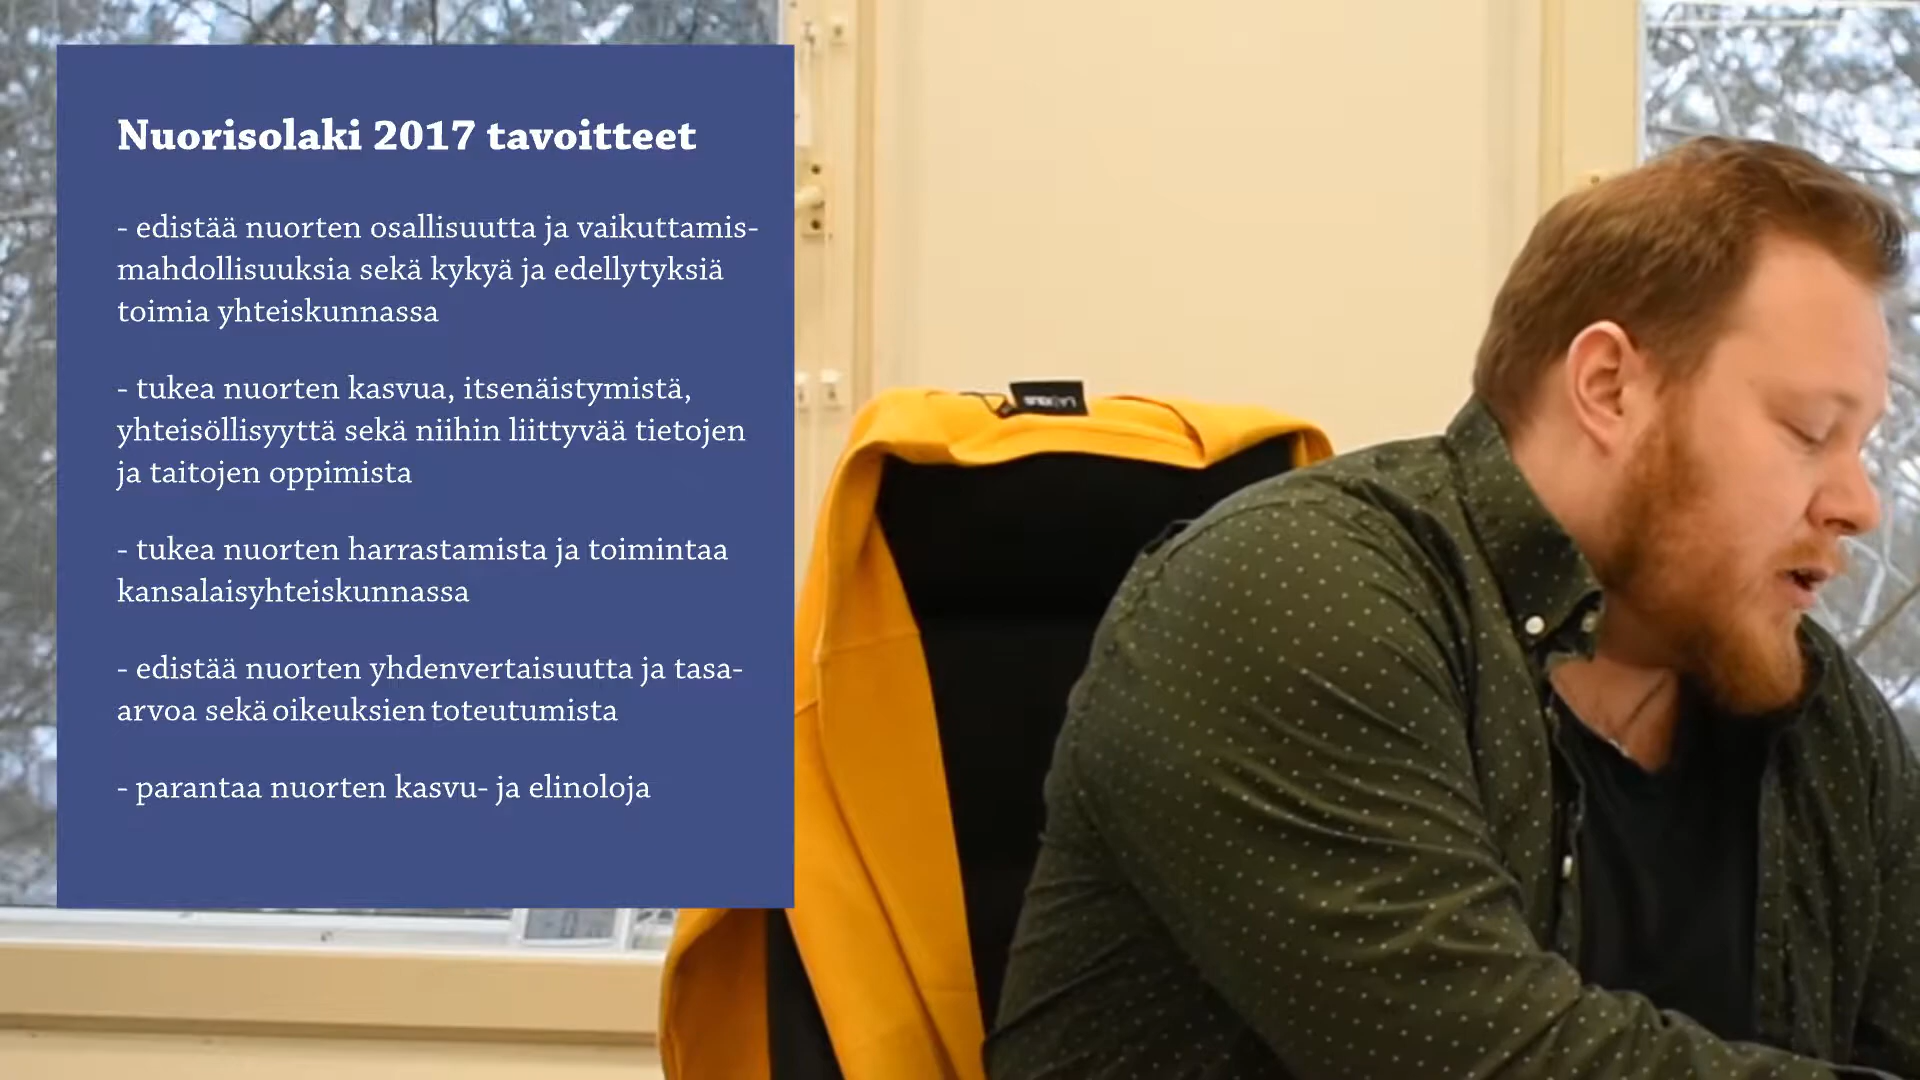 Nuorisolaki 2017 tavoitteet
- edistää nuorten osallisuutta ja vaikuttamis-
mahdollisuuksia sekä kykyä ja edellytyksiä
toimia yhteiskunnassa
- tukea nuorten kasvua, itsenäistymistä,
yhteisöllisyyttä sekä niihin liittyvää tietojen
ja taitojen oppimista
- tukea nuorten harrastamista ja toimintaa
kansalaisyhteiskunnassa
- edistää nuorten yhdenvertaisuutta ja tasa-
arvoa sekä oikeuksien toteutumista
- parantaa nuorten kasvu- ja elinoloja